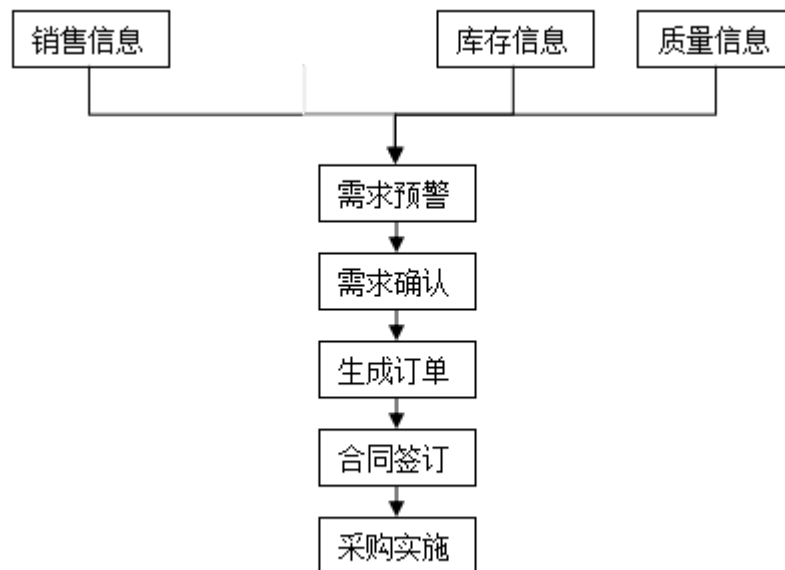 销售信息
库存信息
质量信息
需求预警
需求确认
生成订单
合同签订
采购实施